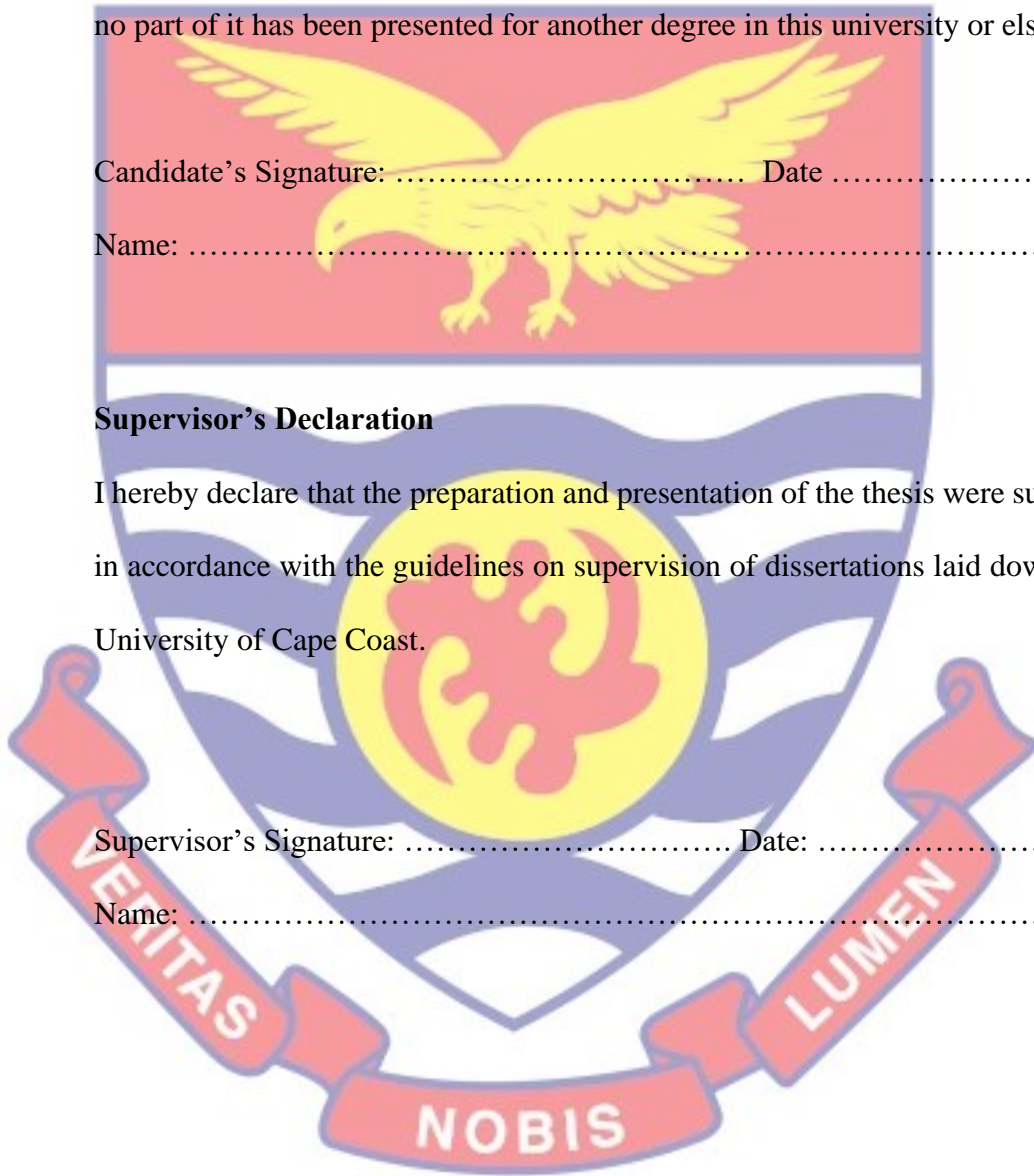 no part of it has been presented for another degree in this university or els
Candidate’s Signature: …………………………… Date …………………
Name: ……………………………………………………………………………
Supervisor’s Declaration
I hereby declare that the preparation and presentation of the thesis were su
in accordance with the guidelines on supervision of dissertations laid dov
University of Cape Coast.
Supervisor’s Signature: …………………………. Date: …………………
Name: ……………………………………………………………………………
VERITAS
NOBIS
LUMEN